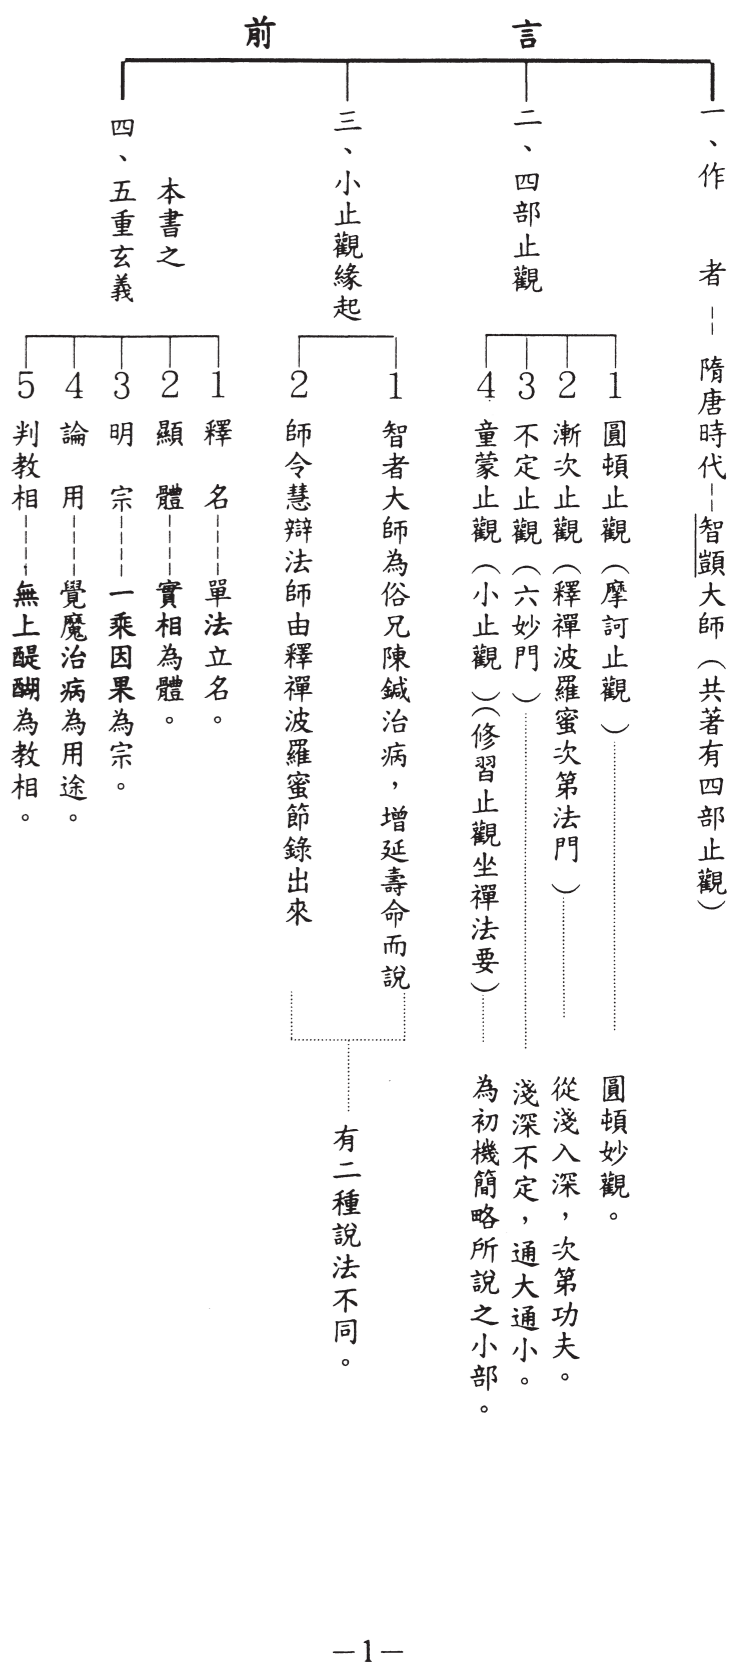 前言
一、作者 -- 隋唐時代--智顗大師（共著有四部止觀）
二、四部止觀
1 圓頓止觀（摩訶止觀）圓頓妙觀。
2 漸次止觀（釋禪波羅蜜次第法門）從淺入深，次第功夫。
3 不定止觀（六妙門）淺深不定，通大通小。
4 童蒙止觀（小止觀）（修習止觀坐禪法要）為初機簡略所說之小部。
三、小止觀緣起
1 智者大師為俗兄陳鍼治病，增延壽命而說
2 師令慧辯法師由釋禪波羅蜜節錄出來
有二種說法不同。
本書之
四、五重玄義
1 釋名----單法立名。
2 顯體----實相為體。
3 明宗----一乘因果為宗。
4 論用----覺魔治病為用途。
5 判教相----無上醍醐為教相。
－1－